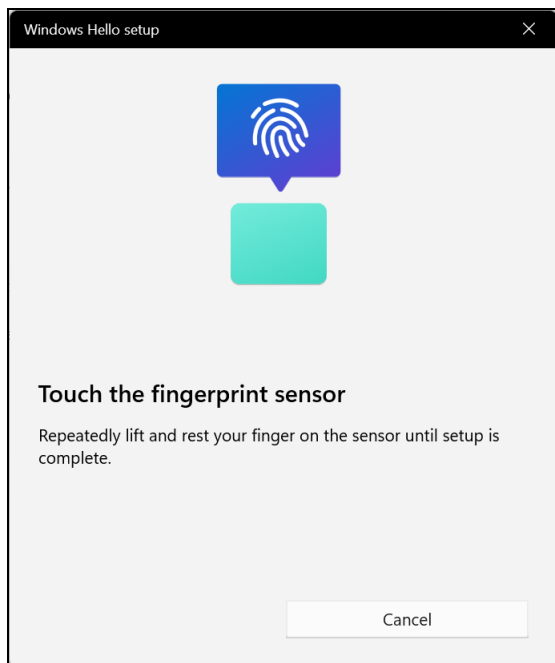 Windows Hello setup
Touch the fingerprint sensor
Repeatedly lift and rest your finger on the sensor until setup is
complete.
Cancel